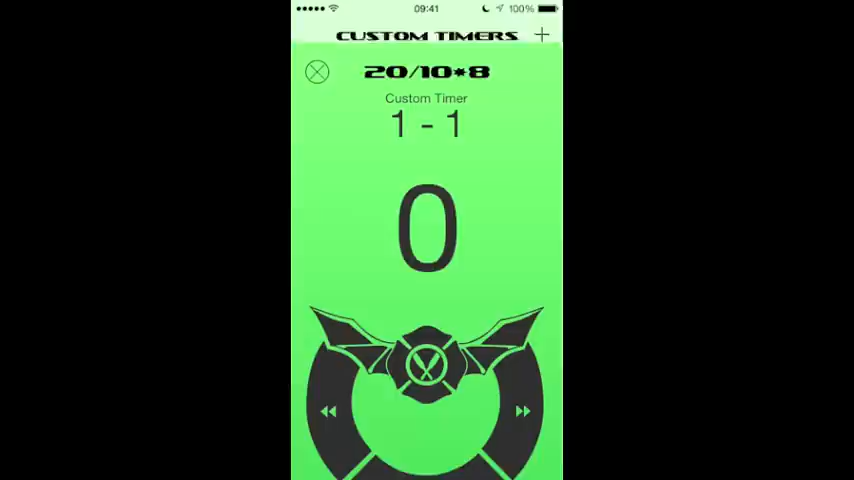 09:41 100%
CUSTOM TIMERS +
20/10*8
Custom Timer
1 - 1
0